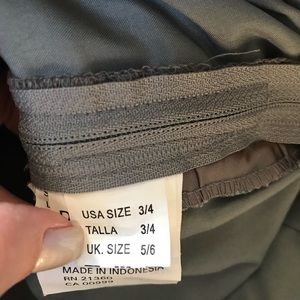 USA SIZE 3/4
TALLA 3/4
UK. SIZE 5/6
MADE IN INDONESIA
RN 21360
CA 00999